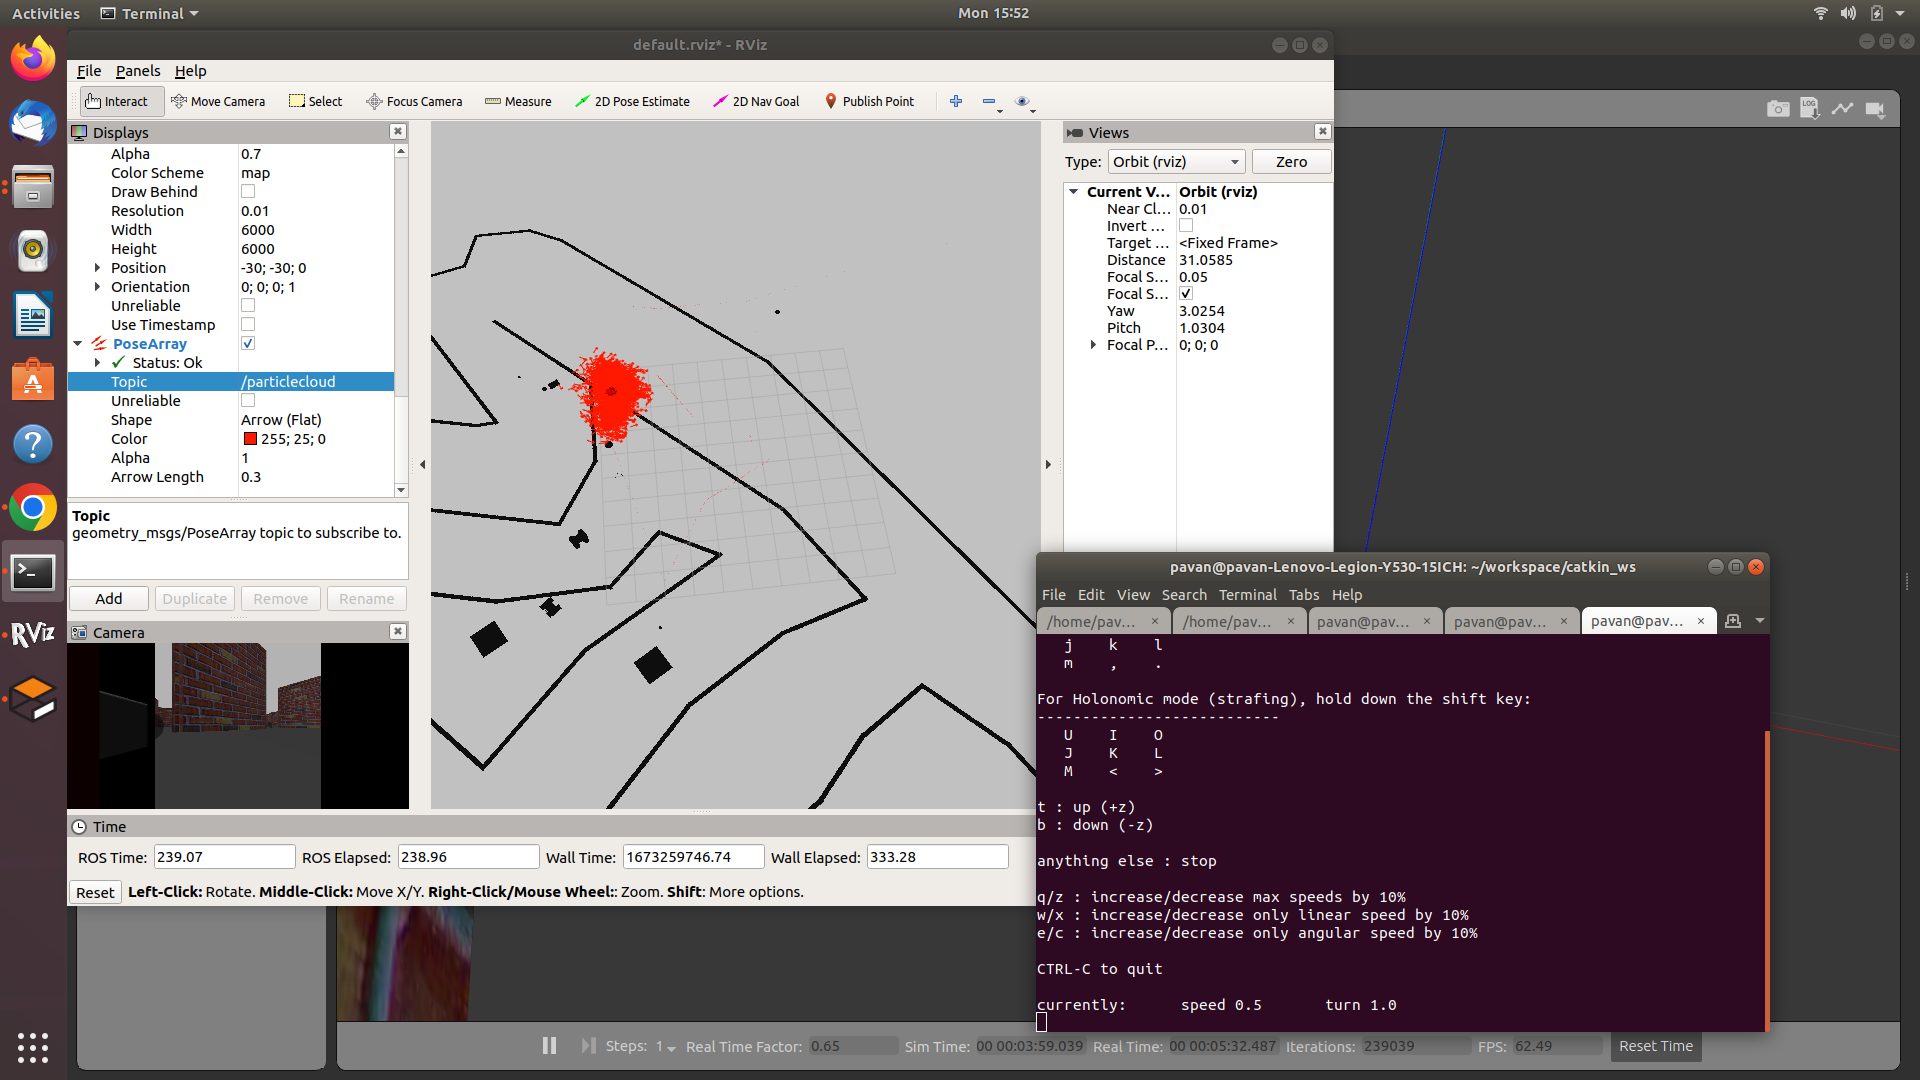 Activities Terminal Mon 15:52
default.rviz* - RViz
File Panels Help
Interact Move Camera Select Focus Camera Measure 2D Pose Estimate 2D Nav Goal Publish Point
Displays
Alpha 0.7
Color Scheme map
Draw Behind
Resolution 0.01
Width 6000
Height 6000
Position -30; -30; 0
Orientation 0; 0; 0; 1
Unreliable
Use Timestamp
PoseArray
Status: Ok
Topic /particlecloud
Unreliable
Shape Arrow (Flat)
Color 255; 25; 0
Alpha 1
Arrow Length 0.3
Topic
geometry_msgs/PoseArray topic to subscribe to.
Add Duplicate Remove Rename
Camera
Views
Type: Orbit (rviz) Zero
Current V... Orbit (rviz)
Near Cl... 0.01
Invert ...
Target ... <Fixed Frame>
Distance 31.0585
Focal S... 0.05
Focal S...
Yaw 3.0254
Pitch 1.0304
Focal P... 0; 0; 0
Time
ROS Time: 239.07 ROS Elapsed: 238.96 Wall Time: 1673259746.74 Wall Elapsed: 333.28
Reset Left-Click: Rotate. Middle-Click: Move X/Y. Right-Click/Mouse Wheel:: Zoom. Shift: More options.
RViz
LOG
pavan@pavan-Lenovo-Legion-Y530-15ICH: ~/workspace/catkin_ws
File Edit View Search Terminal Tabs Help
/home/pav... /home/pav... pavan@pav... pavan@pav... pavan@pav...
j k l
m , .
For Holonomic mode (strafing), hold down the shift key:
---------------------------
U I O
J K L
M < >
t : up (+z)
b : down (-z)
anything else : stop
q/z : increase/decrease max speeds by 10%
w/x : increase/decrease only linear speed by 10%
e/c : increase/decrease only angular speed by 10%
CTRL-C to quit
currently: speed 0.5 turn 1.0
Steps: 1 Real Time Factor: 0.65 Sim Time: 00 00:03:59.039 Real Time: 00 00:05:32.487 Iterations: 239039 FPS: 62.49 Reset Time